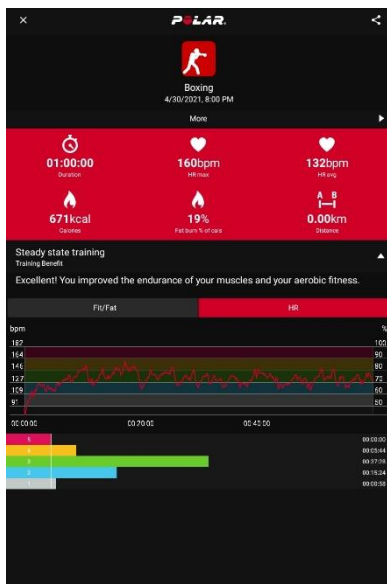 POLAR
Boxing
4/30/2021, 8:00 PM
More
01:00:00
Duration
160bpm
HR max
132bpm
HR avg
671kcal
Calories
19%
Fat burn % of cals
A B
0.00km
Distance
Steady state training
Training Benefit
Excellent! You improved the endurance of your muscles and your aerobic fitness.
Fit/Fat
HR
bpm
%
182
100
164
90
146
80
127
70
109
60
91
50
00:00:00
00:20:00
00:40:00
5
00:00:00
4
00:05:44
3
00:37:28
2
00:15:24
1
00:00:58